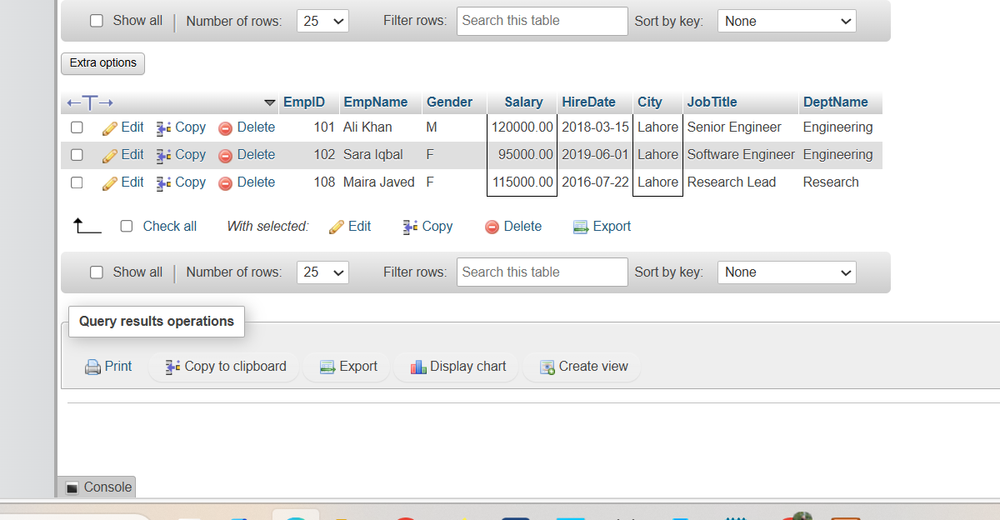 Show all Number of rows: 25 Filter rows: Search this table Sort by key: None
Extra options
←T→ EmpID EmpName Gender Salary HireDate City JobTitle DeptName
Edit Copy Delete 101 Ali Khan M 120000.00 2018-03-15 Lahore Senior Engineer Engineering
Edit Copy Delete 102 Sara Iqbal F 95000.00 2019-06-01 Lahore Software Engineer Engineering
Edit Copy Delete 108 Maira Javed F 115000.00 2016-07-22 Lahore Research Lead Research
Check all With selected: Edit Copy Delete Export
Show all Number of rows: 25 Filter rows: Search this table Sort by key: None
Query results operations
Print Copy to clipboard Export Display chart Create view
Console